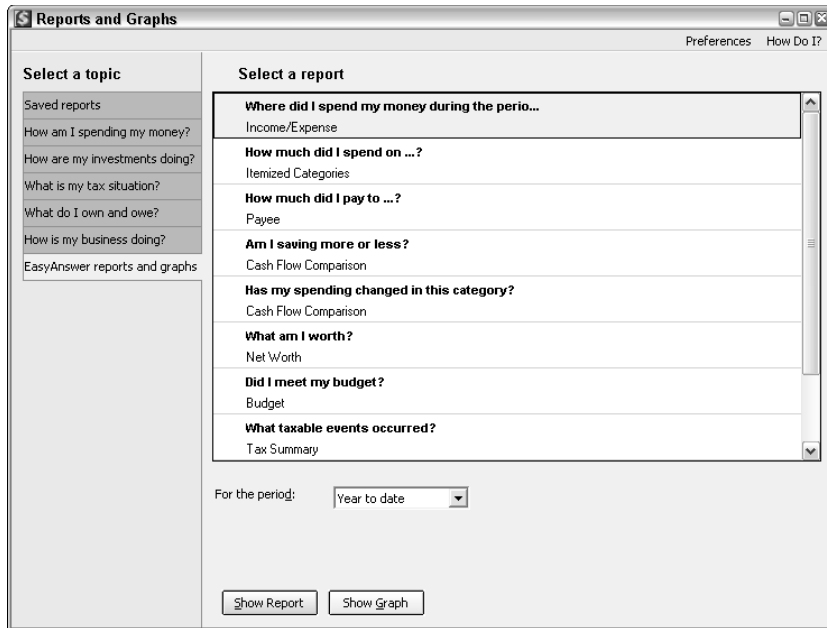 Reports and Graphs
Preferences How Do I?
Select a topic
Saved reports
How am I spending my money?
How are my investments doing?
What is my tax situation?
What do I own and owe?
How is my business doing?
EasyAnswer reports and graphs
Select a report
Where did I spend my money during the perio...
Income/Expense
How much did I spend on ...?
Itemized Categories
How much did I pay to ...?
Payee
Am I saving more or less?
Cash Flow Comparison
Has my spending changed in this category?
Cash Flow Comparison
What am I worth?
Net Worth
Did I meet my budget?
Budget
What taxable events occurred?
Tax Summary
For the period: Year to date
Show Report Show Graph